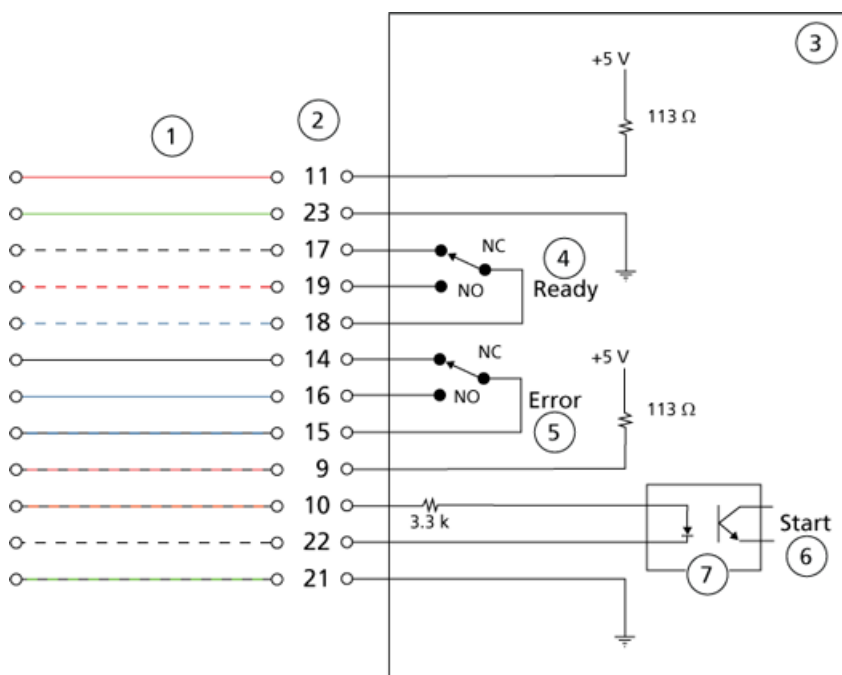 3
+5 V
113 Ω
2
1
11
23
17
NC
4
19
NO
Ready
18
14
NC
+5 V
16
NO
Error
113 Ω
15
5
9
10
3.3 k
Start
22
6
7
21